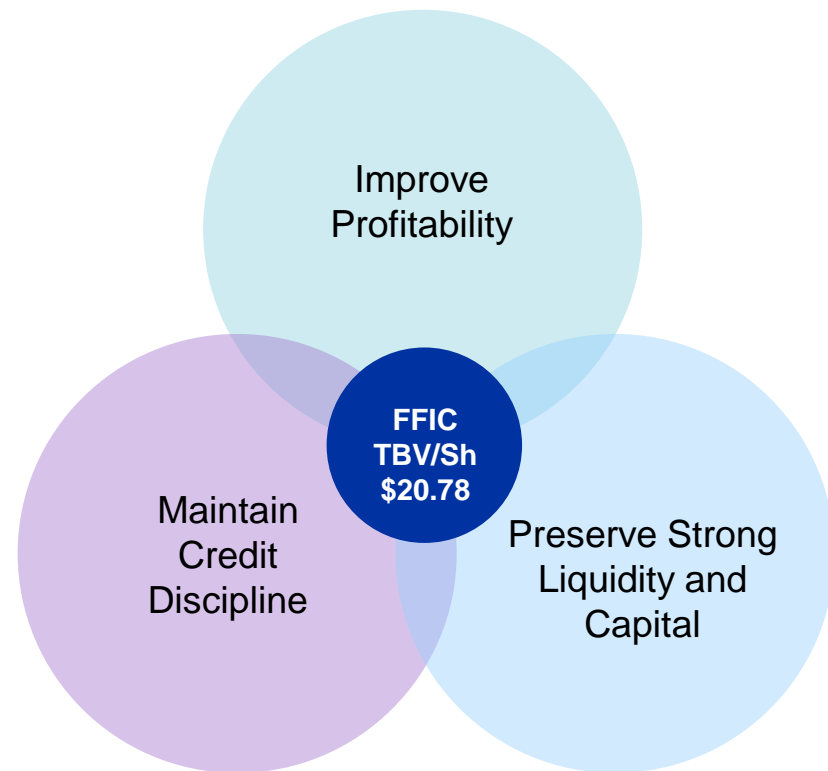 Improve
Profitability
FFIC
TBV/Sh
$20.78
Maintain
Credit
Discipline
Preserve Strong
Liquidity and
Capital